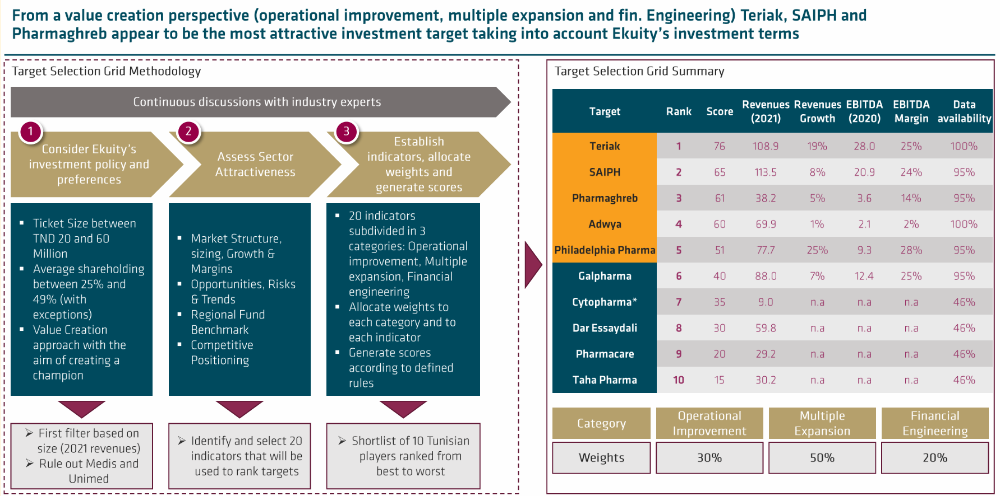 From a value creation perspective (operational improvement, multiple expansion and fin. Engineering) Teriak, SAIPH and
Pharmaghreb appear to be the most attractive investment target taking into account Ekuity's investment terms
Target Selection Grid Methodology
Continuous discussions with industry experts
1
Consider Ekuity's
investment policy and
preferences
▪ Ticket Size between
TND 20 and 60
Million
▪ Average shareholding
between 25% and
49% (with
exceptions)
▪ Value Creation
approach with the
aim of creating a
champion
➢ First filter based on
size (2021 revenues)
➢ Rule out Medis and
Unimed
2
Assess Sector
Attractiveness
▪ Market Structure,
sizing, Growth &
Margins
▪ Opportunities, Risks
& Trends
▪ Regional Fund
Benchmark
▪ Competitive
Positioning
➢ Identify and select 20
indicators that will be
used to rank targets
3
Establish
indicators, allocate
weights and
generate scores
▪ 20 indicators
subdivided in 3
categories: Operational
improvement, Multiple
expansion, Financial
engineering
▪ Allocate weights to
each category and to
each indicator
▪ Generate scores
according to defined
rules
➢ Shortlist of 10 Tunisian
players ranked from
best to worst
Target Selection Grid Summary
Target Rank Score Revenues (2021) Revenues Growth EBITDA (2020) EBITDA Margin Data availability
Teriak 1 76 108.9 19% 28.0 25% 100%
SAIPH 2 65 113.5 8% 20.9 24% 95%
Pharmaghreb 3 61 38.2 5% 3.6 14% 95%
Adwya 4 60 69.9 1% 2.1 2% 100%
Philadelphia Pharma 5 51 77.7 25% 9.3 28% 95%
Galpharma 6 40 88.0 7% 12.4 25% 95%
Cytopharma* 7 35 9.0 n.a n.a n.a 46%
Dar Essaydali 8 30 59.8 n.a n.a n.a 46%
Pharmacare 9 20 29.2 n.a n.a n.a 46%
Taha Pharma 10 15 30.2 n.a n.a n.a 46%
Category Operational Improvement Multiple Expansion Financial Engineering
Weights 30% 50% 20%